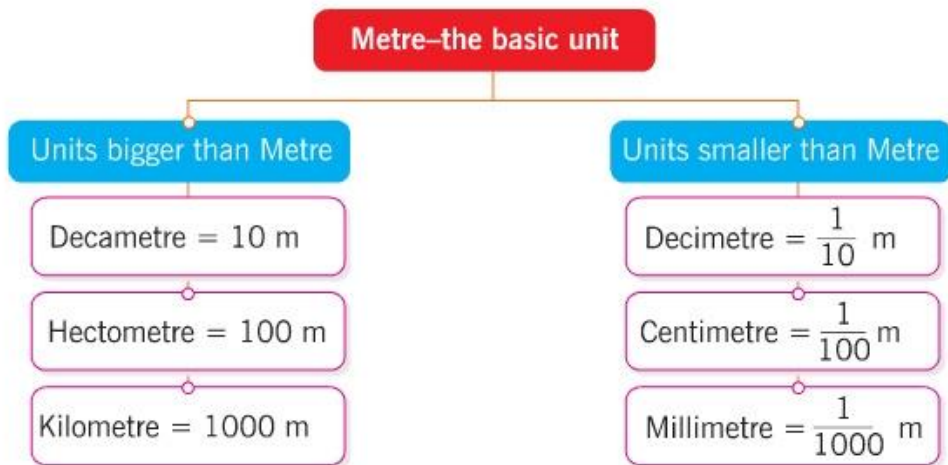 Metre–the basic unit
Units bigger than Metre
Decametre = 10 m
Hectometre = 100 m
Kilometre = 1000 m
Units smaller than Metre
Decimetre = 1/10 m
Centimetre = 1/100 m
Millimetre = 1/1000 m